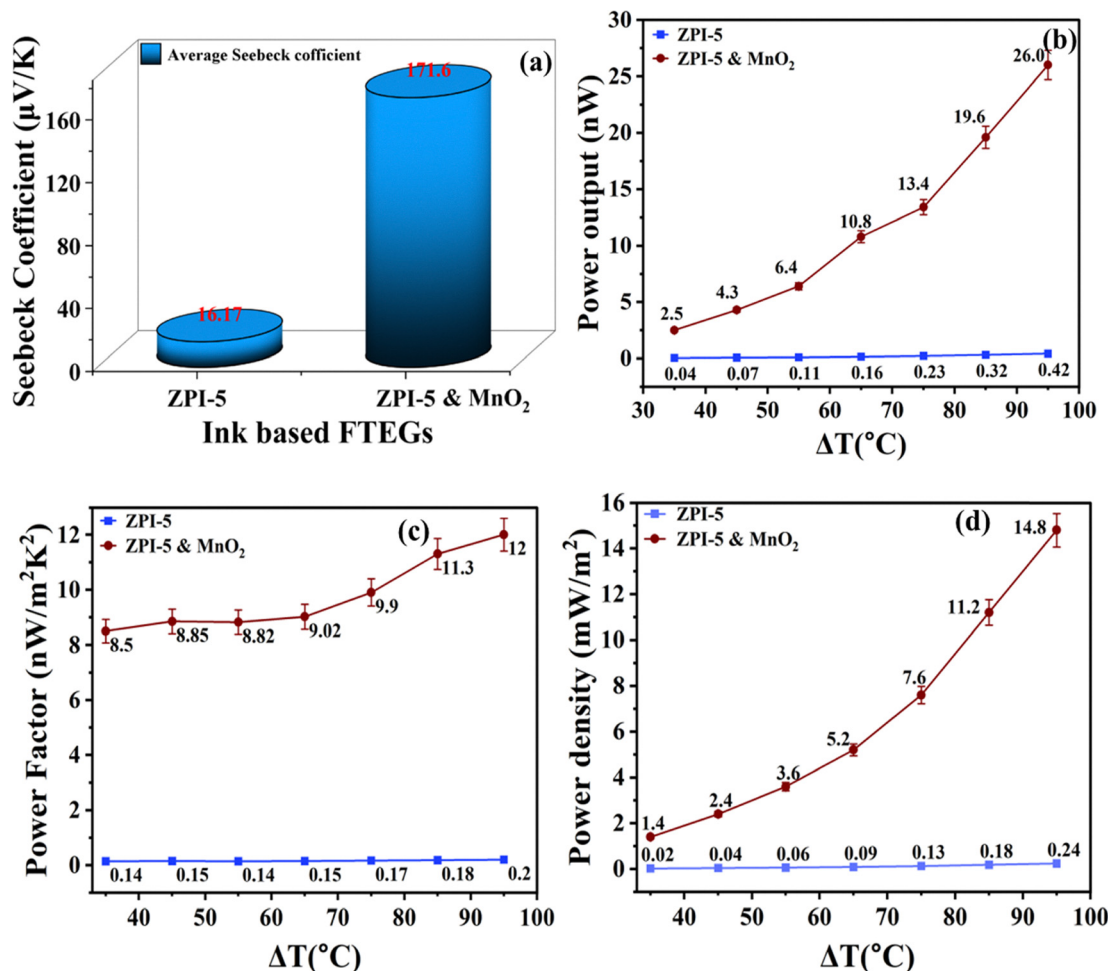 Seebeck Coefficient (µV/K)
160
120
80
40
0
Average Seebeck cofficient
(a)
171.6
16.17
ZPI-5
ZPI-5 & MnO₂
Ink based FTEGs
Power output (nW)
30
25
20
15
10
5
0
ZPI-5
ZPI-5 & MnO₂
(b)
26.0
19.6
13.4
10.8
6.4
4.3
2.5
0.04 0.07 0.11 0.16 0.23 0.32 0.42
30 40 50 60 70 80 90 100
ΔT(°C)
Power Factor (nW/m²K²)
12
10
8
6
4
2
0
ZPI-5
ZPI-5 & MnO₂
(c)
12
11.3
9.9
9.02
8.82
8.85
8.5
0.14 0.15 0.14 0.15 0.17 0.18 0.2
40 50 60 70 80 90 100
ΔT(°C)
Power density (mW/m²)
16
14
12
10
8
6
4
2
0
ZPI-5
ZPI-5 & MnO₂
(d)
14.8
11.2
7.6
5.2
3.6
2.4
1.4
0.02 0.04 0.06 0.09 0.13 0.18 0.24
40 50 60 70 80 90 100
ΔT(°C)